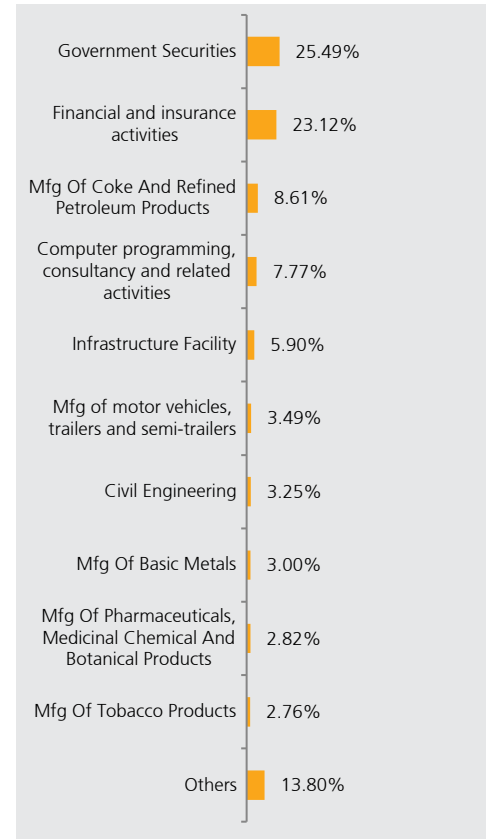 Government Securities 25.49%
Financial and insurance
activities 23.12%
Mfg Of Coke And Refined
Petroleum Products 8.61%
Computer programming,
consultancy and related
activities 7.77%
Infrastructure Facility 5.90%
Mfg of motor vehicles,
trailers and semi-trailers 3.49%
Civil Engineering 3.25%
Mfg Of Basic Metals 3.00%
Mfg Of Pharmaceuticals,
Medicinal Chemical And
Botanical Products 2.82%
Mfg Of Tobacco Products 2.76%
Others 13.80%